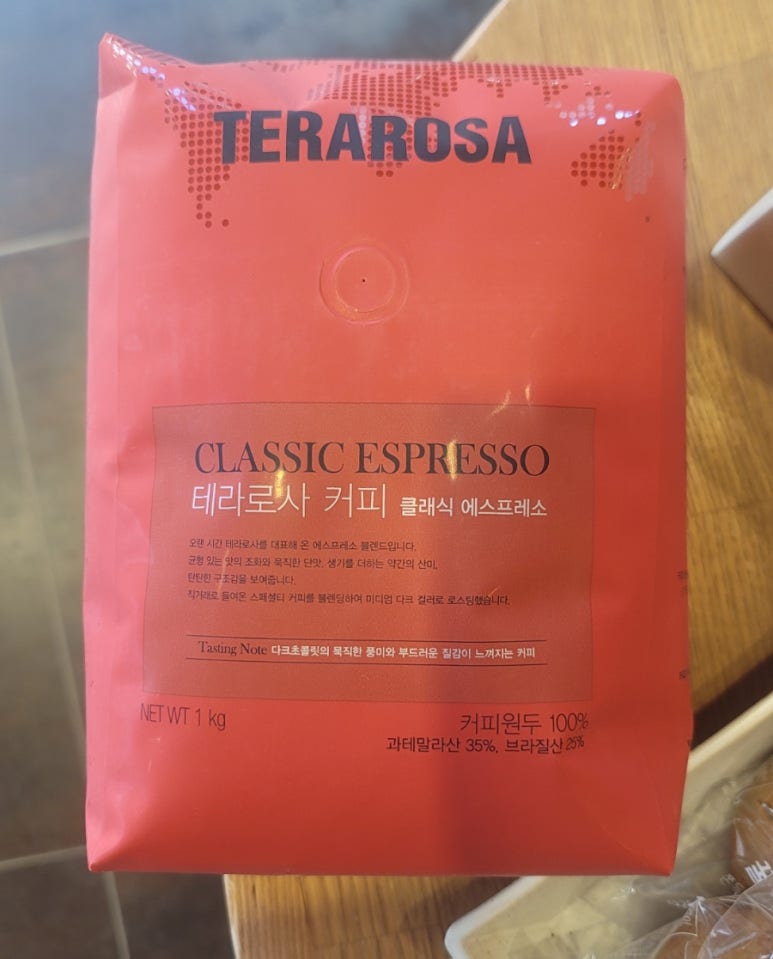 TERAROSA
CLASSIC ESPRESSO
테라로사 커피 클래식 에스프레소
오랜 시간 테라로사를 대표해 온 에스프레소 블렌드입니다.
균형 있는 맛의 조화와 묵직한 단맛, 생기를 더하는 약간의 산미,
탄탄한 구조감을 보여줍니다.
직거래로 들여온 스페셜티 커피를 블렌딩하여 미디엄 다크 컬러로 로스팅했습니다.
Tasting Note 다크초콜릿의 묵직한 풍미와 부드러운 질감이 느껴지는 커피
NET WT 1 kg
커피원두 100%
과테말라산 35%, 브라질산 25%